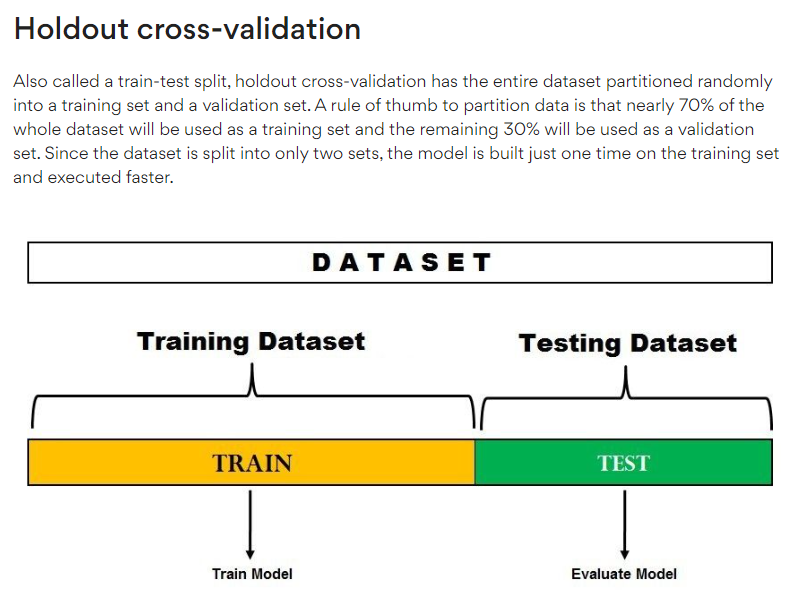 Holdout cross-validation
Also called a train-test split, holdout cross-validation has the entire dataset partitioned randomly
into a training set and a validation set. A rule of thumb to partition data is that nearly 70% of the
whole dataset will be used as a training set and the remaining 30% will be used as a validation
set. Since the dataset is split into only two sets, the model is built just one time on the training set
and executed faster.
DATASET
Training Dataset
Testing Dataset
TRAIN
TEST
Train Model
Evaluate Model